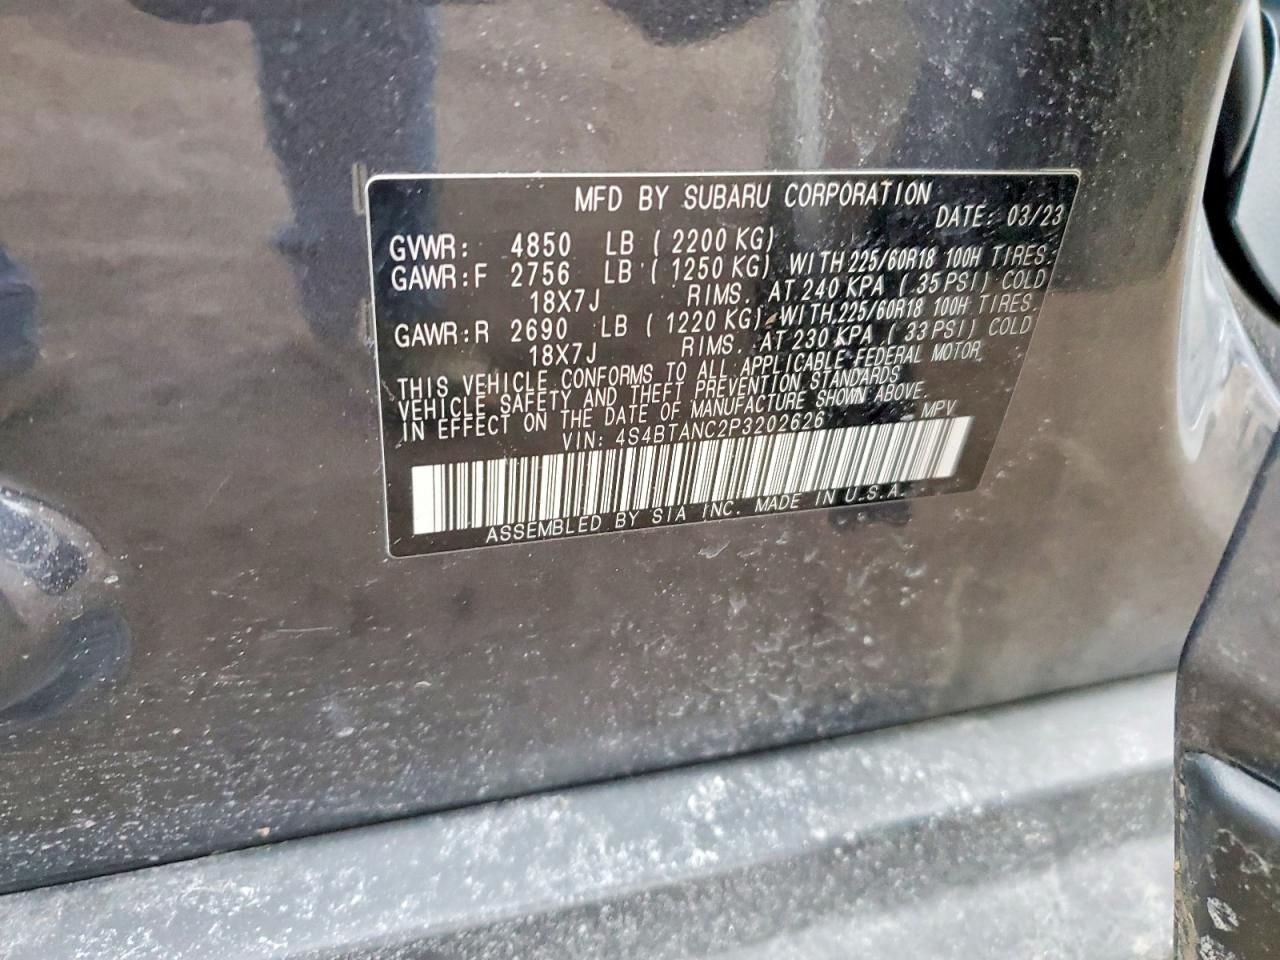 MFD BY SUBARU CORPORATION
DATE: 03/23
GVWR: 4850 LB (2200 KG)
GAWR:F 2756 LB (1250 KG) WITH 225/60R18 100H TIRES.
18X7J RIMS. AT 240 KPA (35 PSI) COLD
GAWR:R 2690 LB (1220 KG) WITH 225/60R18 100H TIRES.
18X7J RIMS. AT 230 KPA (33 PSI) COLD
THIS VEHICLE CONFORMS TO ALL APPLICABLE FEDERAL MOTOR
VEHICLE SAFETY AND THEFT PREVENTION STANDARDS
IN EFFECT ON THE DATE OF MANUFACTURE SHOWN ABOVE.
VIN: 4S4BTANC2P3202626 MPV
ASSEMBLED BY SIA INC. MADE IN U.S.A.